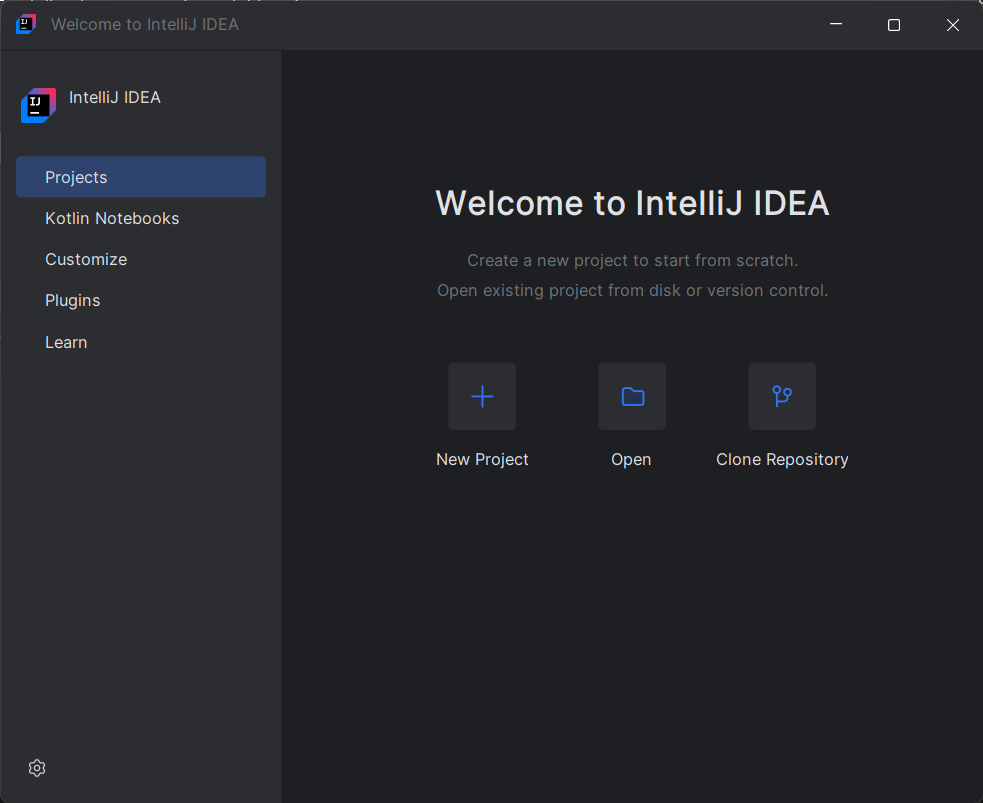 Welcome to IntelliJ IDEA
IntelliJ IDEA
Projects
Kotlin Notebooks
Customize
Plugins
Learn
Welcome to IntelliJ IDEA
Create a new project to start from scratch.
Open existing project from disk or version control.
New Project
Open
Clone Repository